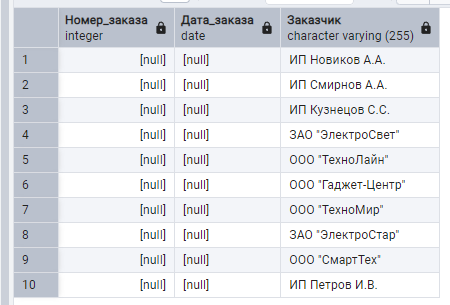 Номер_заказа Дата_заказа Заказчик
integer date character varying (255)
1 [null] [null] ИП Новиков А.А.
2 [null] [null] ИП Смирнов А.А.
3 [null] [null] ИП Кузнецов С.С.
4 [null] [null] ЗАО "ЭлектроСвет"
5 [null] [null] ООО "ТехноЛайн"
6 [null] [null] ООО "Гаджет-Центр"
7 [null] [null] ООО "ТехноМир"
8 [null] [null] ЗАО "ЭлектроСтар"
9 [null] [null] ООО "СмартТех"
10 [null] [null] ИП Петров И.В.